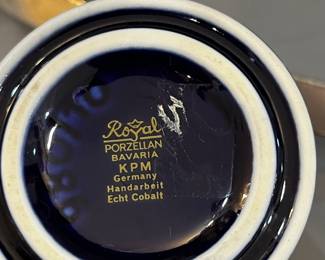 Royal
PORZELLAN
BAVARIA
KPM
Germany
Handarbeit
Echt Cobalt